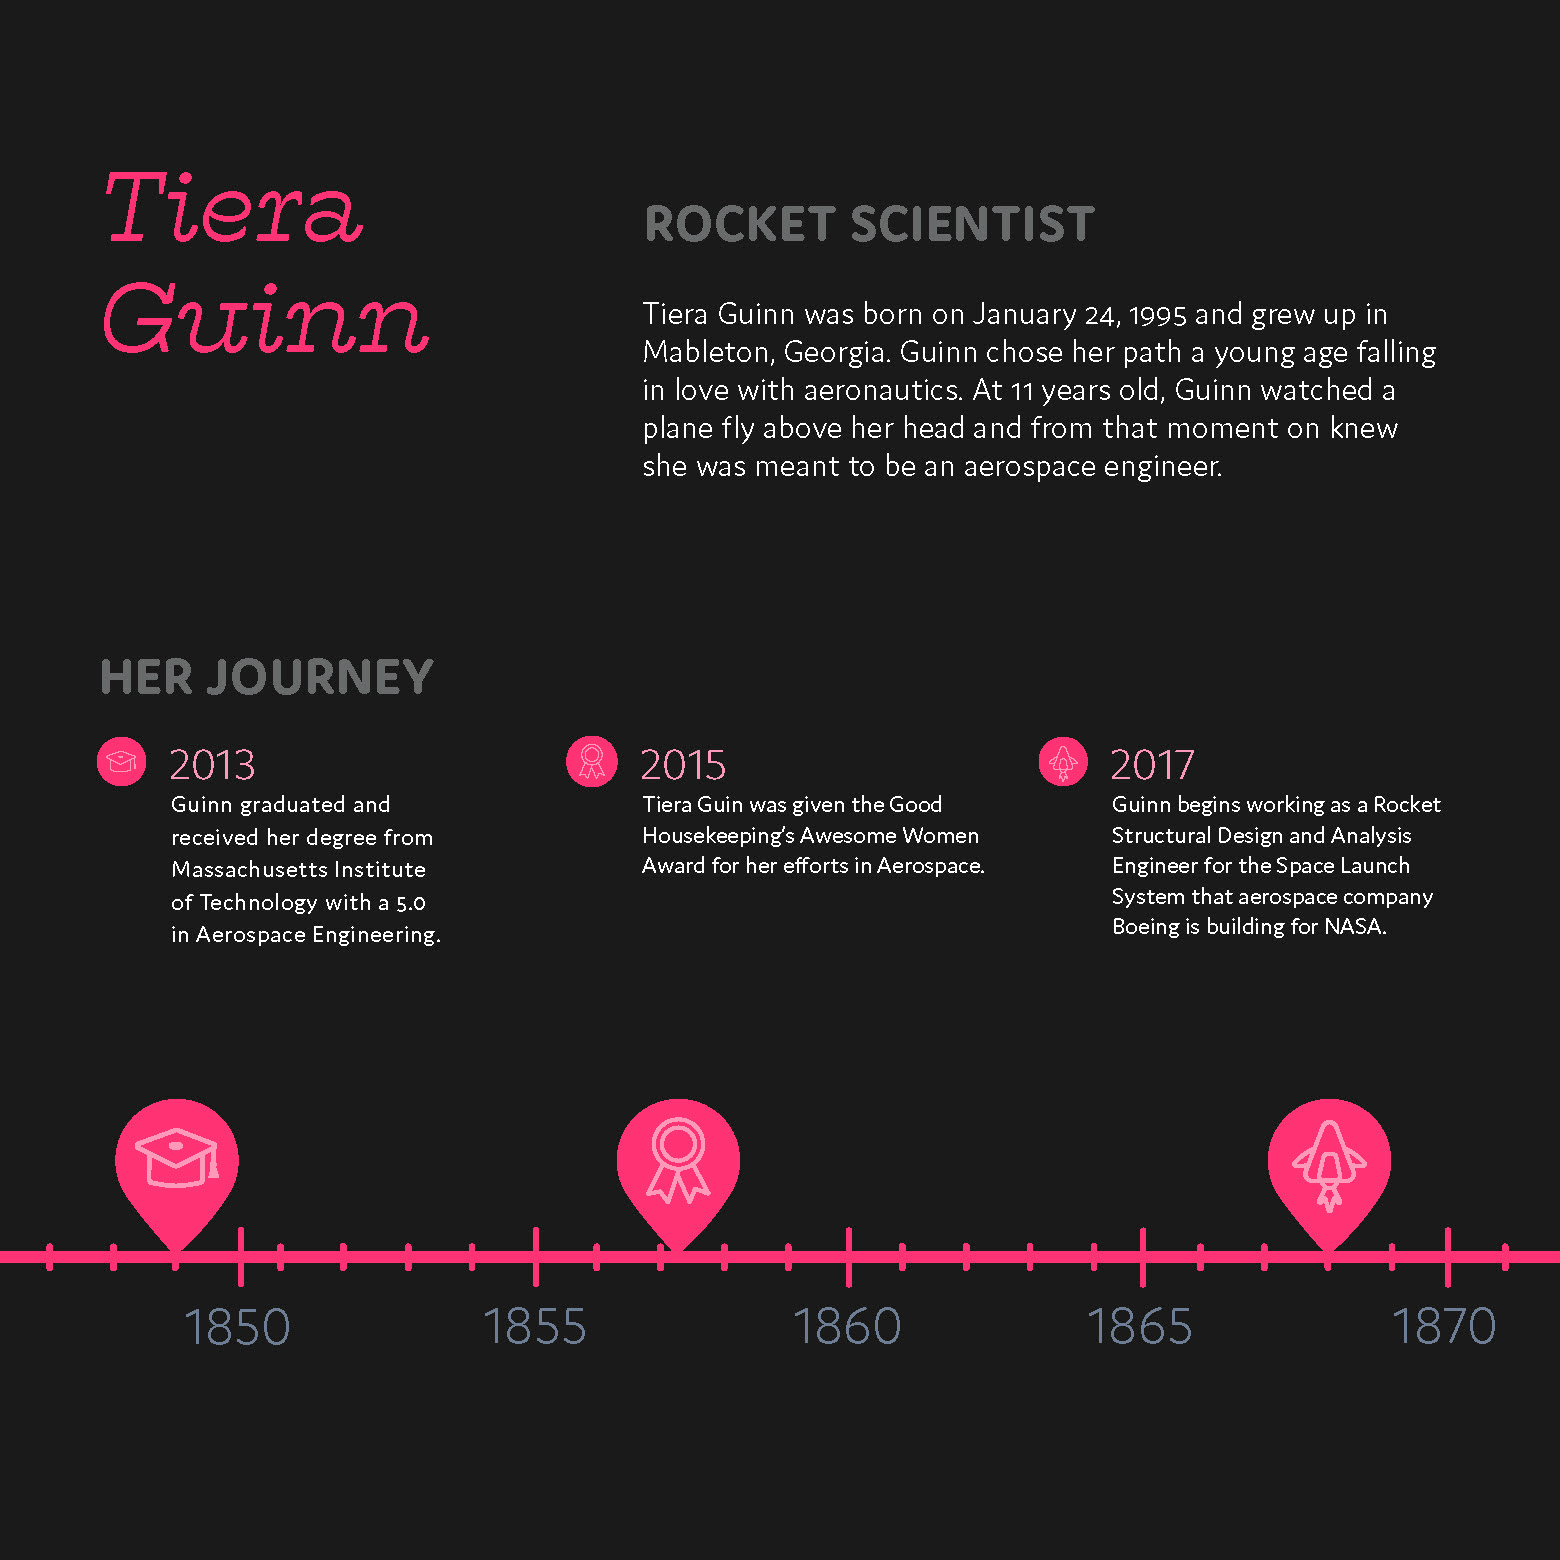 Tiera
Guinn
ROCKET SCIENTIST
Tiera Guinn was born on January 24, 1995 and grew up in
Mableton, Georgia. Guinn chose her path a young age falling
in love with aeronautics. At 11 years old, Guinn watched a
plane fly above her head and from that moment on knew
she was meant to be an aerospace engineer.
HER JOURNEY
2013
Guinn graduated and
received her degree from
Massachusetts Institute
of Technology with a 5.0
in Aerospace Engineering.
2015
Tiera Guin was given the Good
Housekeeping's Awesome Women
Award for her efforts in Aerospace.
2017
Guinn begins working as a Rocket
Structural Design and Analysis
Engineer for the Space Launch
System that aerospace company
Boeing is building for NASA.
1850 1855 1860 1865 1870